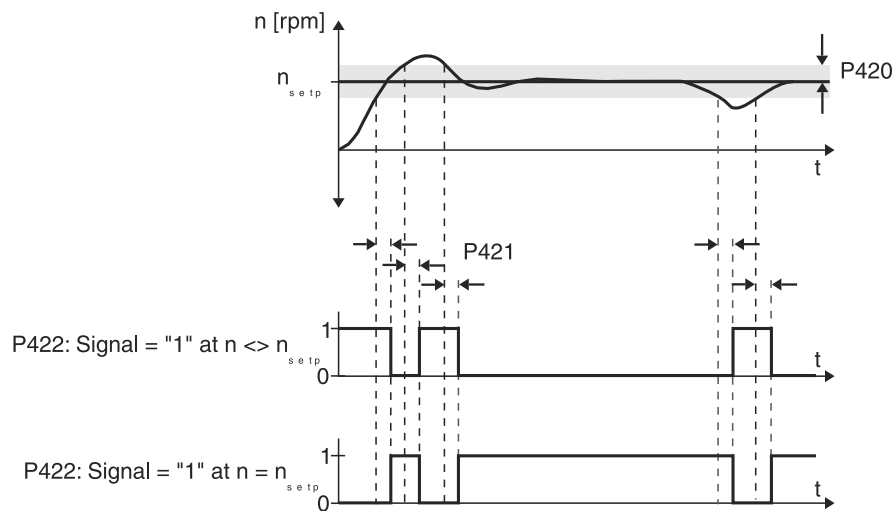 n [rpm]
n setp
P420
t
P421
P422: Signal = "1" at n <> n setp
1
0
t
P422: Signal = "1" at n = n setp
1
0
t